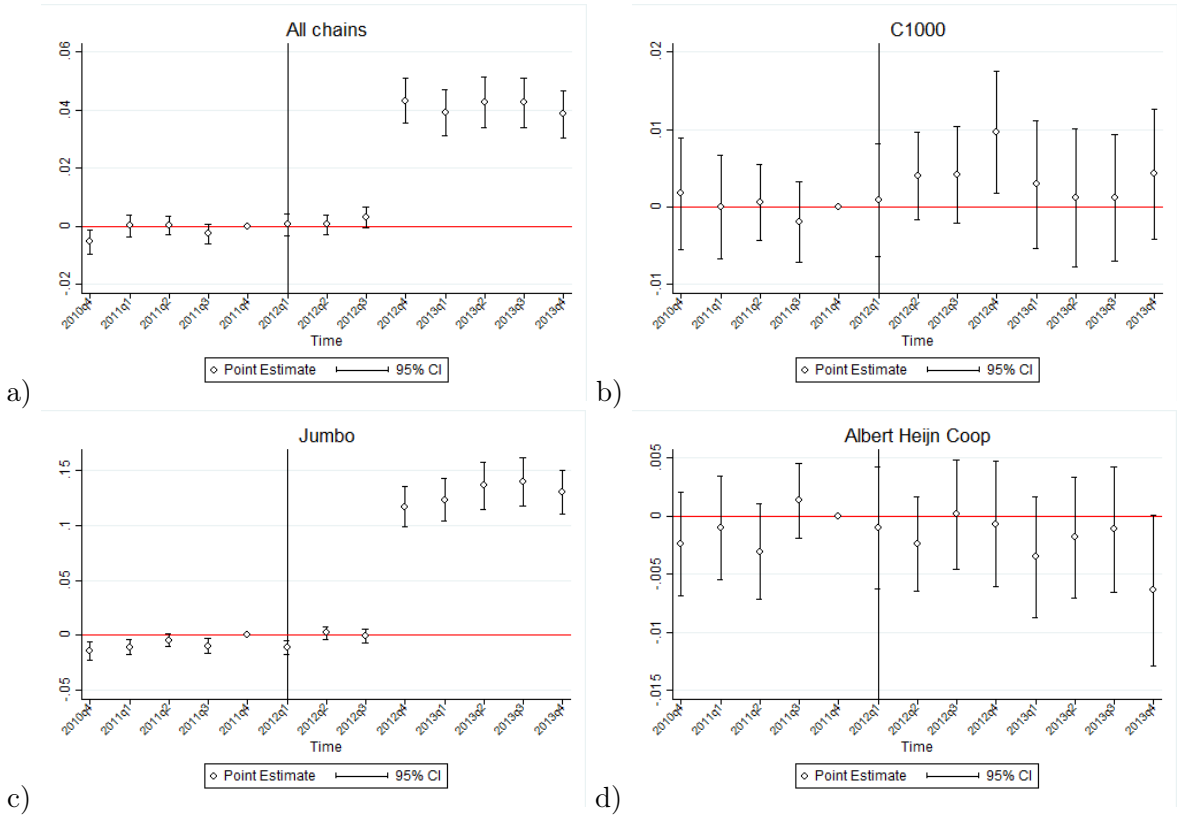 All chains
.06
.04
.02
0
-.02
2010q4 2011q1 2011q2 2011q3 2011q4 2012q1 2012q2 2012q3 2012q4 2013q1 2013q2 2013q3 2013q4
Time
Point Estimate 95% CI
a)
C1000
.02
.01
0
-.01
2010q4 2011q1 2011q2 2011q3 2011q4 2012q1 2012q2 2012q3 2012q4 2013q1 2013q2 2013q3 2013q4
Time
Point Estimate 95% CI
b)
Jumbo
.15
.1
.05
0
-.05
2010q4 2011q1 2011q2 2011q3 2011q4 2012q1 2012q2 2012q3 2012q4 2013q1 2013q2 2013q3 2013q4
Time
Point Estimate 95% CI
c)
Albert Heijn Coop
.005
0
-.005
-.01
-.015
2010q4 2011q1 2011q2 2011q3 2011q4 2012q1 2012q2 2012q3 2012q4 2013q1 2013q2 2013q3 2013q4
Time
Point Estimate 95% CI
d)